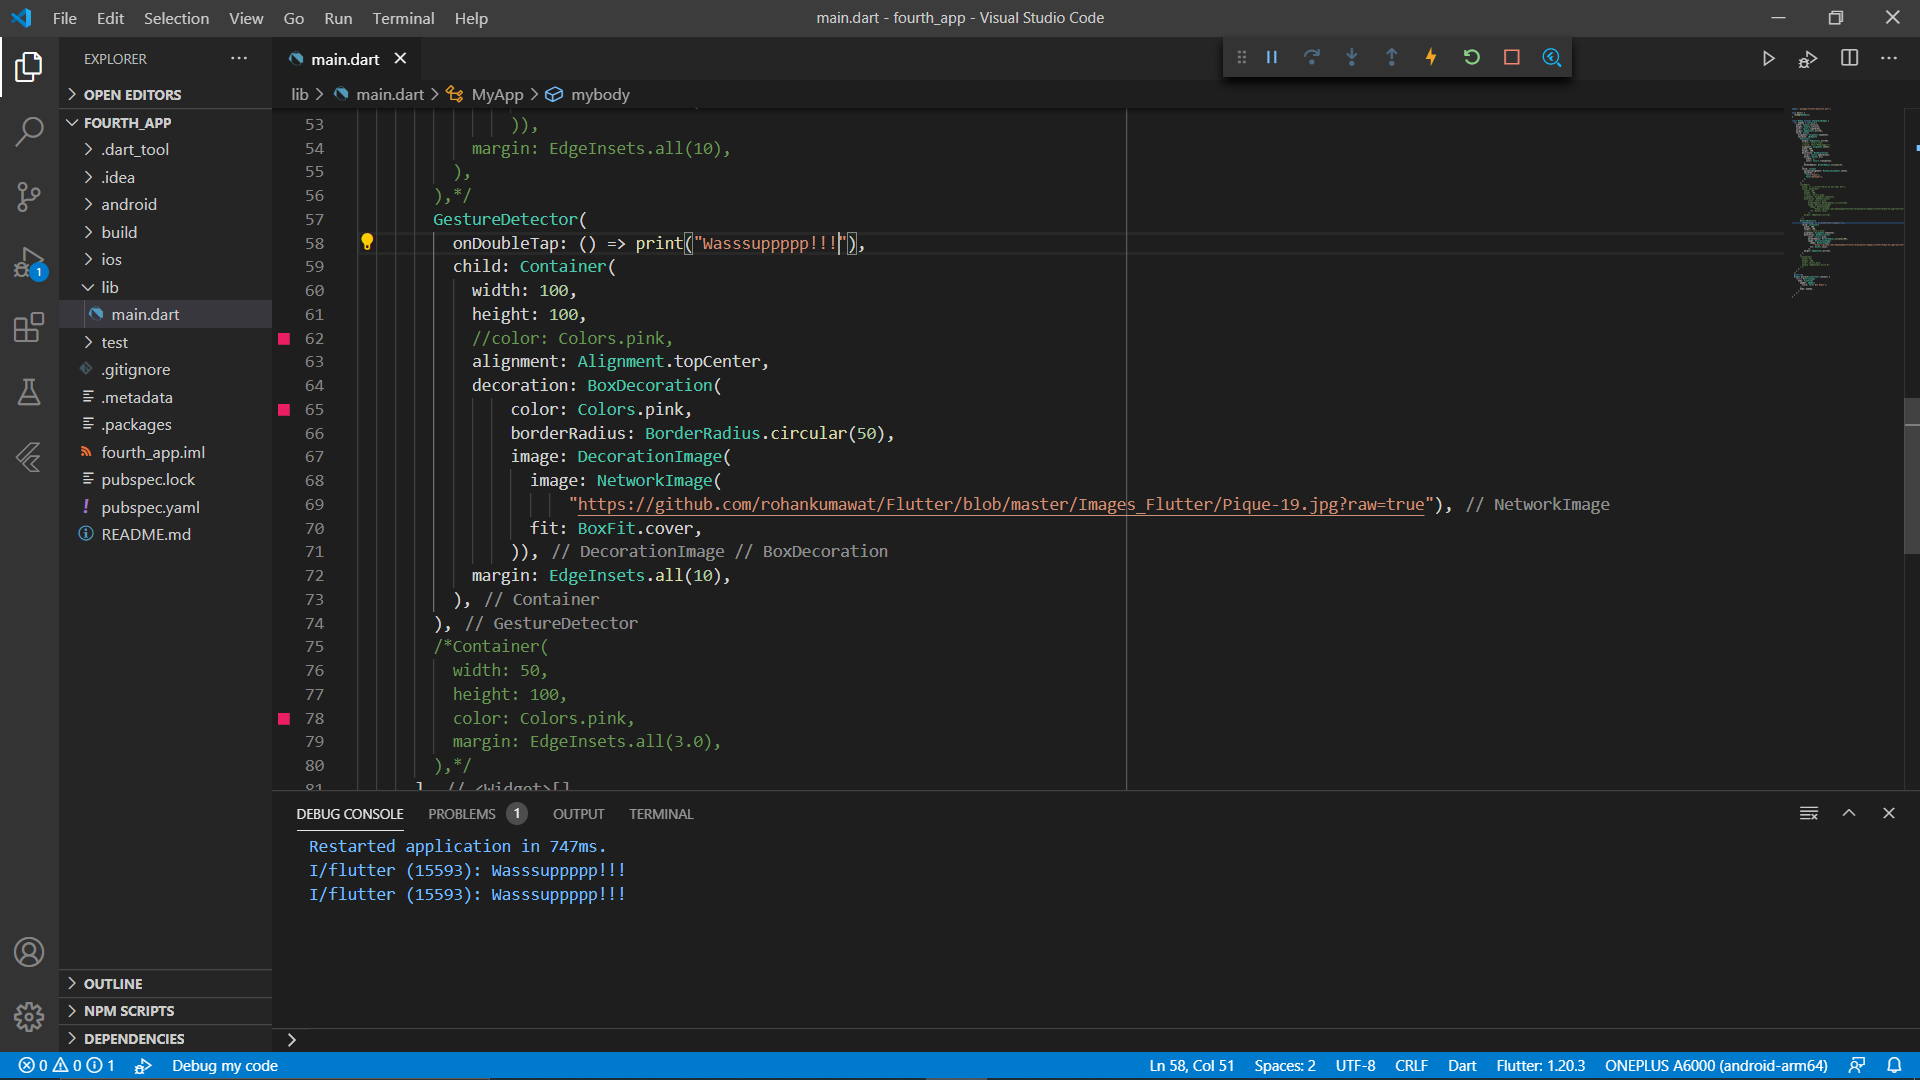 File Edit Selection View Go Run Terminal Help
main.dart - fourth_app - Visual Studio Code
EXPLORER
OPEN EDITORS
FOURTH_APP
.dart_tool
.idea
android
build
ios
lib
main.dart
test
.gitignore
.metadata
.packages
fourth_app.iml
pubspec.lock
pubspec.yaml
README.md
OUTLINE
NPM SCRIPTS
DEPENDENCIES
1
main.dart
lib > main.dart > MyApp > mybody
53 )),
54 margin: EdgeInsets.all(10),
55 ),
56 ),*/
57 GestureDetector(
58 onDoubleTap: () => print("Wasssuppppp!!!"),
59 child: Container(
60 width: 100,
61 height: 100,
62 //color: Colors.pink,
63 alignment: Alignment.topCenter,
64 decoration: BoxDecoration(
65 color: Colors.pink,
66 borderRadius: BorderRadius.circular(50),
67 image: DecorationImage(
68 image: NetworkImage(
69 "https://github.com/rohankumawat/Flutter/blob/master/Images_Flutter/Pique-19.jpg?raw=true"), // NetworkImage
70 fit: BoxFit.cover,
71 )), // DecorationImage // BoxDecoration
72 margin: EdgeInsets.all(10),
73 ), // Container
74 ), // GestureDetector
75 /*Container(
76 width: 50,
77 height: 100,
78 color: Colors.pink,
79 margin: EdgeInsets.all(3.0),
80 ),*/
81 ], // <Widget>[]
DEBUG CONSOLE PROBLEMS 1 OUTPUT TERMINAL
Restarted application in 747ms.
I/flutter (15593): Wasssuppppp!!!
I/flutter (15593): Wasssuppppp!!!
0 0 1 Debug my code
Ln 58, Col 51 Spaces: 2 UTF-8 CRLF Dart Flutter: 1.20.3 ONEPLUS A6000 (android-arm64)